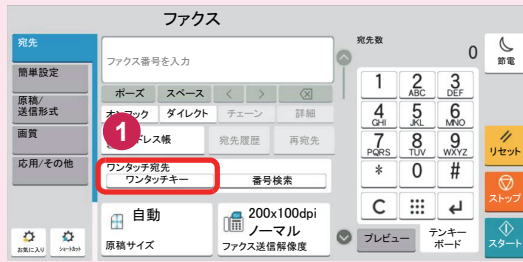 ファクス
宛先
簡単設定
原稿/
送信形式
画質
応用/その他
お気に入り
ショートカット
ファクス番号を入力
ポーズ
スペース
<
>
オンフック
ダイレクト
チェーン
詳細
1
ドレス帳
宛先履歴
再宛先
ワンタッチ宛先
ワンタッチキー
番号
検索
自動
原稿サイズ
200x100dpi
ノーマル
ファクス送信
解像度
宛先数
0
1
2
ABC
3
DEF
4
GHI
5
JKL
6
MNO
7
PQRS
8
TUV
9
WXYZ
*
0
#
C
プレビュー
テンキー
ボード
節電
リセット
ストップ
スタート